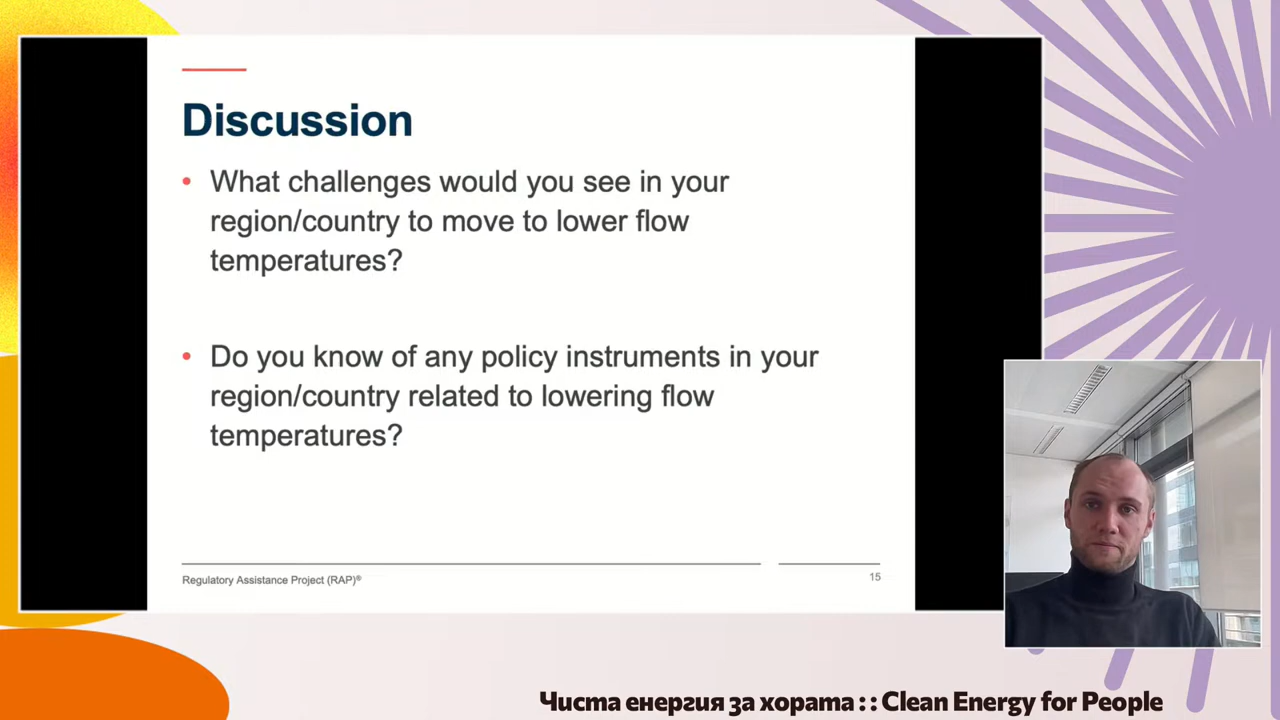 Discussion
• What challenges would you see in your
region/country to move to lower flow
temperatures?
• Do you know of any policy instruments in your
region/country related to lowering flow
temperatures?
Regulatory Assistance Project (RAP)®
15
Чиста енергия за хората :: Clean Energy for People